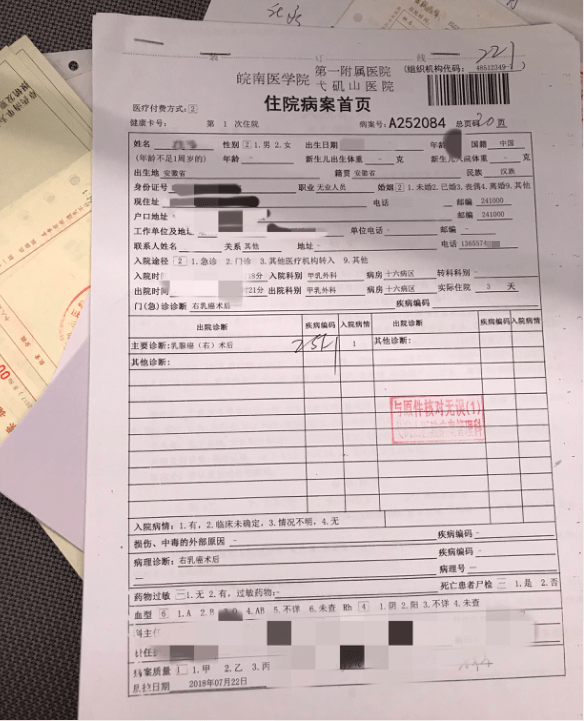 装 订 线
221
皖南医学院 第一附属医院 弋矶山医院
(组织机构代码: 48512349-
住院病案首页
医疗付费方式: 2
健康卡号: 第 1 次住院 病案号: A252084 总页码 20 页
姓名 性别 2 1.男 2.女 出生日期 年龄 国籍 中国
(年龄不足1周岁的) 年龄 - 新生儿出生体重 - 克 新生儿 体重 - 克
出生地 安徽省 籍贯 安徽省 民族 汉族
身份证号 职业 无业人员 婚姻 2 1.未婚2.已婚3.丧偶4.离婚9.其他
现住址 电话 邮编 241000
户口地址 邮编 241000
工作单位及地址 单位电话 - 邮编 -
联系人姓名 关系 其他 地址 - 电话 1365574
入院途径 2 1.急诊 2.门诊 3.其他医疗机构转入 9.其他
入院时 18分 入院科别 甲乳外科 病房 十六病区 转科科别 -
出院时间 21分 出院科别 甲乳外科 病房 十六病区 实际住院 3 天
门(急)诊诊断 右乳癌术后 疾病编码
出院诊断 疾病编码 入院病情 出院诊断 疾病编码 入院病情
主要诊断:乳腺癌 (右) 术后 1 其他诊断:
其他诊断:
与原件核对无误(1)
入院病情: 1.有, 2.临床未确定, 3.情况不明, 4.无
损伤、中毒的外部原因 - 疾病编码 -
病理诊断: 右乳癌术后 疾病编码 -
病理号 —
药物过敏 一 1.无 2.有, 过敏药物:- 死亡患者尸检 1.是 2.否
血型 6 1.A 2.B 4.AB 5.不详 6.未查 Rh 4 1.阴 2.阳 3.不详 4.未查
病案质量 1 1.甲 2.乙 3.丙
日期 2018年07月22日